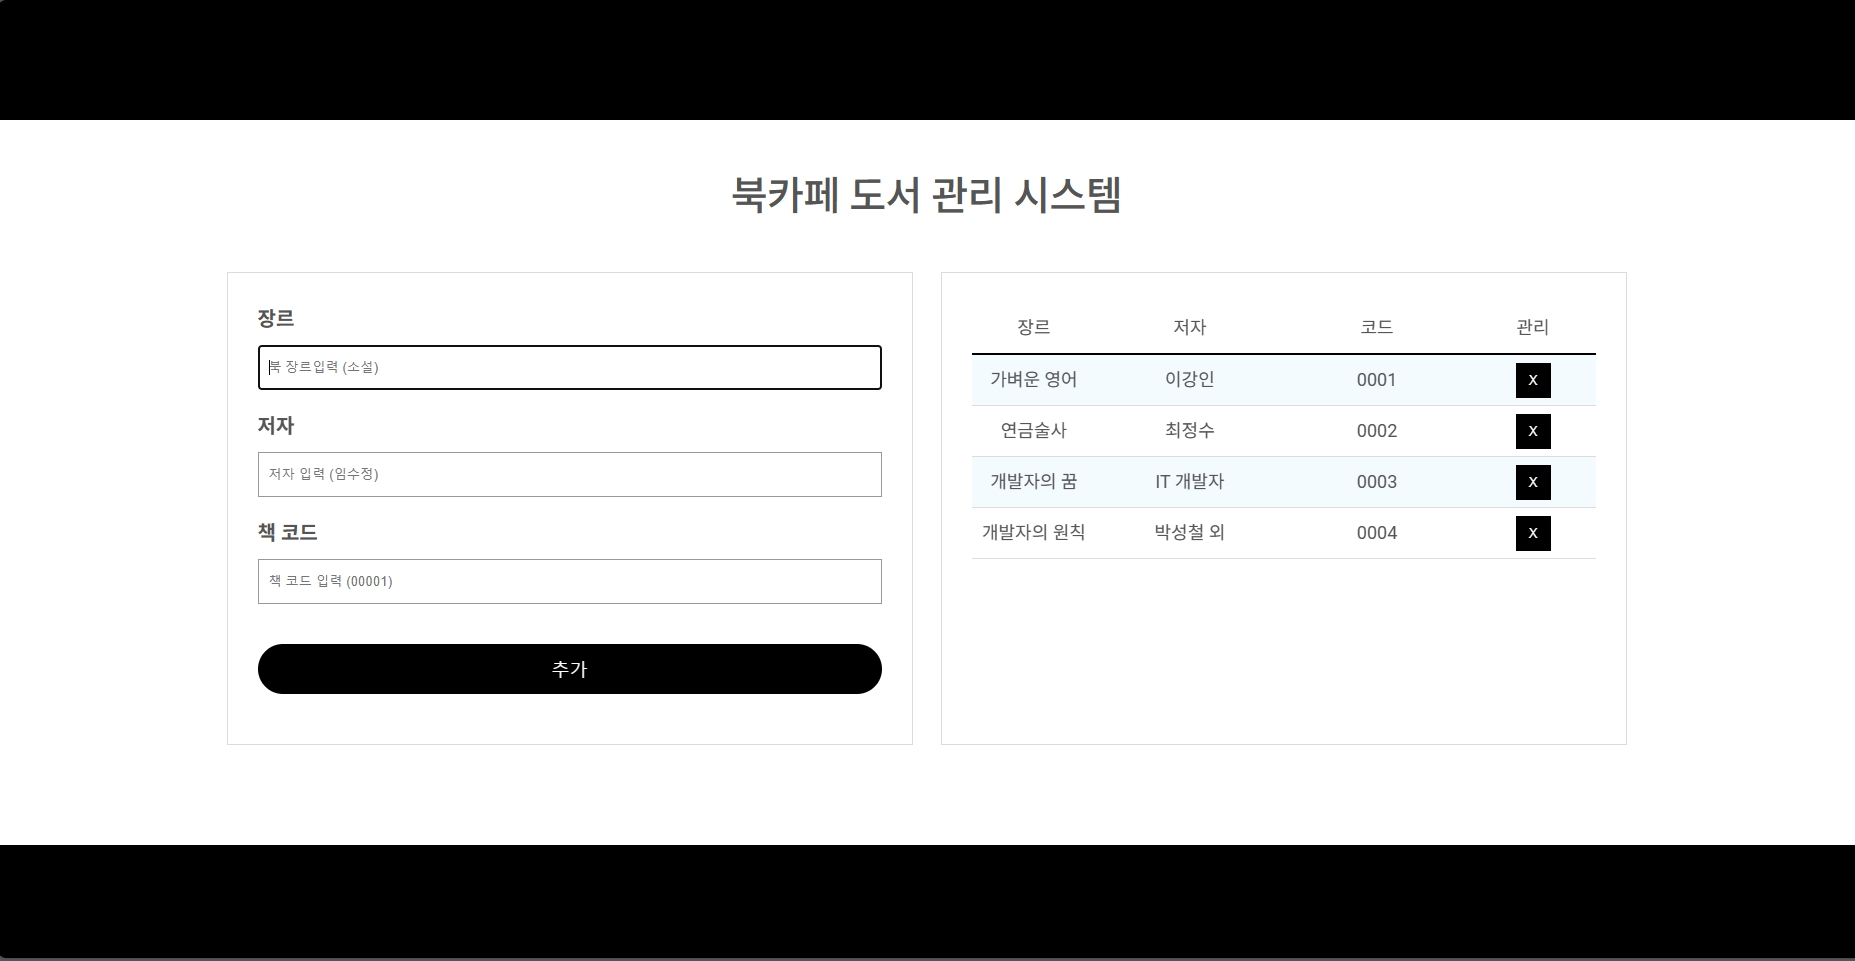 북카페 도서 관리 시스템
장르
북 장르입력 (소설)
저자
저자 입력 (임수정)
책 코드
책 코드 입력 (00001)
추가
장르 저자 코드 관리
가벼운 영어 이강인 0001 X
연금술사 최정수 0002 X
개발자의 꿈 IT 개발자 0003 X
개발자의 원칙 박성철 외 0004 X